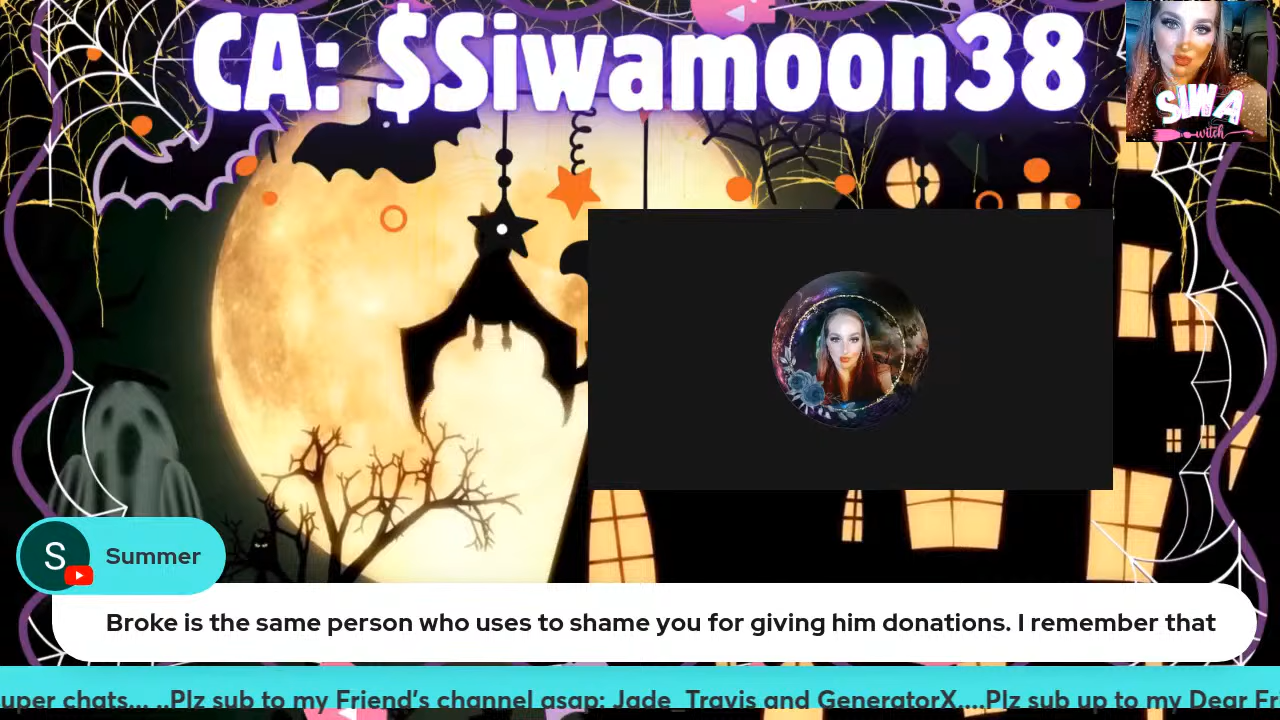 CA: $Siwamoon38
SIWA
witch
S Summer
Broke is the same person who uses to shame you for giving him donations. I remember that
uper chats... ..Plz sub to my Friend's channel asap: Jade_Travis and GeneratorX....Plz sub up to my Dear Fr